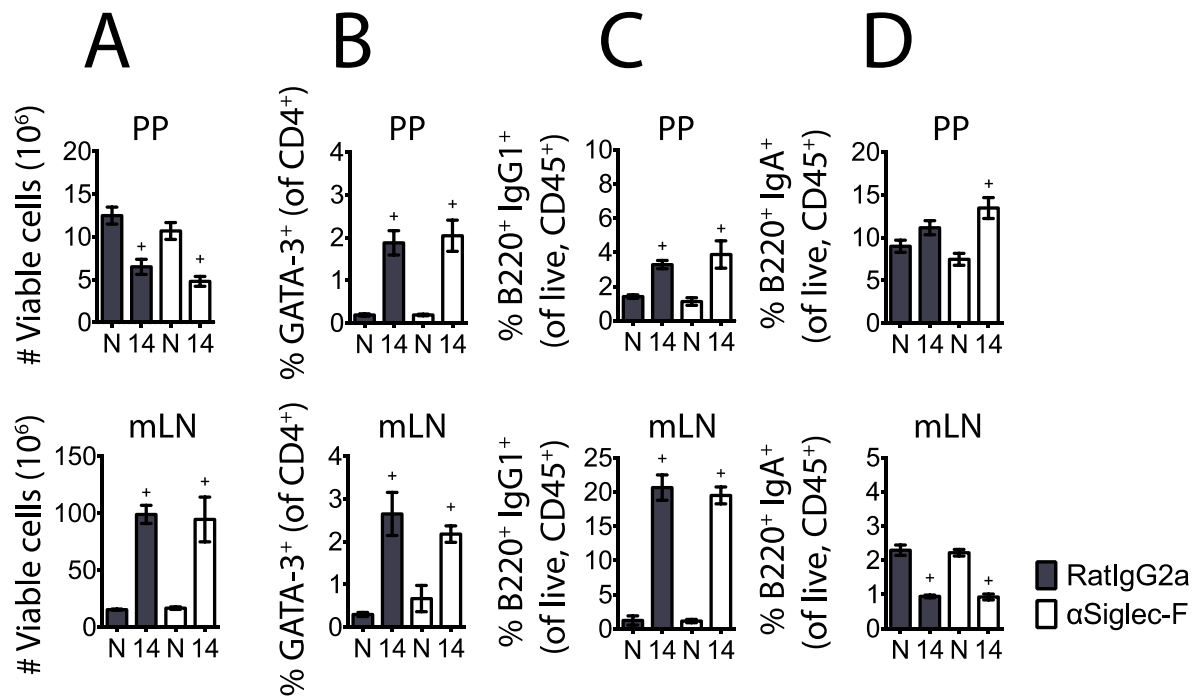 A
B
C
D
PP
# Viable cells (10⁶)
20
15
10
5
0
N 14 N 14
PP
% GATA-3⁺ (of CD4⁺)
4
3
2
1
0
N 14 N 14
PP
% B220⁺ IgG1⁺
(of live, CD45⁺)
10
8
6
4
2
0
N 14 N 14
PP
% B220⁺ IgA⁺
(of live, CD45⁺)
20
15
10
5
0
N 14 N 14
+ +
+ +
+ +
+
mLN
# Viable cells (10⁶)
150
100
50
0
N 14 N 14
mLN
% GATA-3⁺ (of CD4⁺)
4
3
2
1
0
N 14 N 14
mLN
% B220⁺ IgG1⁺
(of live, CD45⁺)
25
20
15
10
5
0
N 14 N 14
mLN
% B220⁺ IgA⁺
(of live, CD45⁺)
5
4
3
2
1
0
N 14 N 14
+ +
+ +
+ +
+ +
RatIgG2a
αSiglec-F